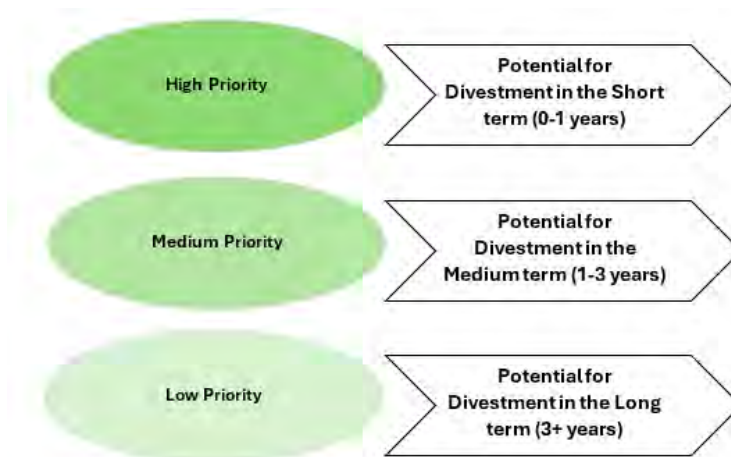 High Priority
Potential for
Divestment in the Short
term (0-1 years)
Medium Priority
Potential for
Divestment in the
Medium term (1-3 years)
Low Priority
Potential for
Divestment in the Long
term (3+ years)